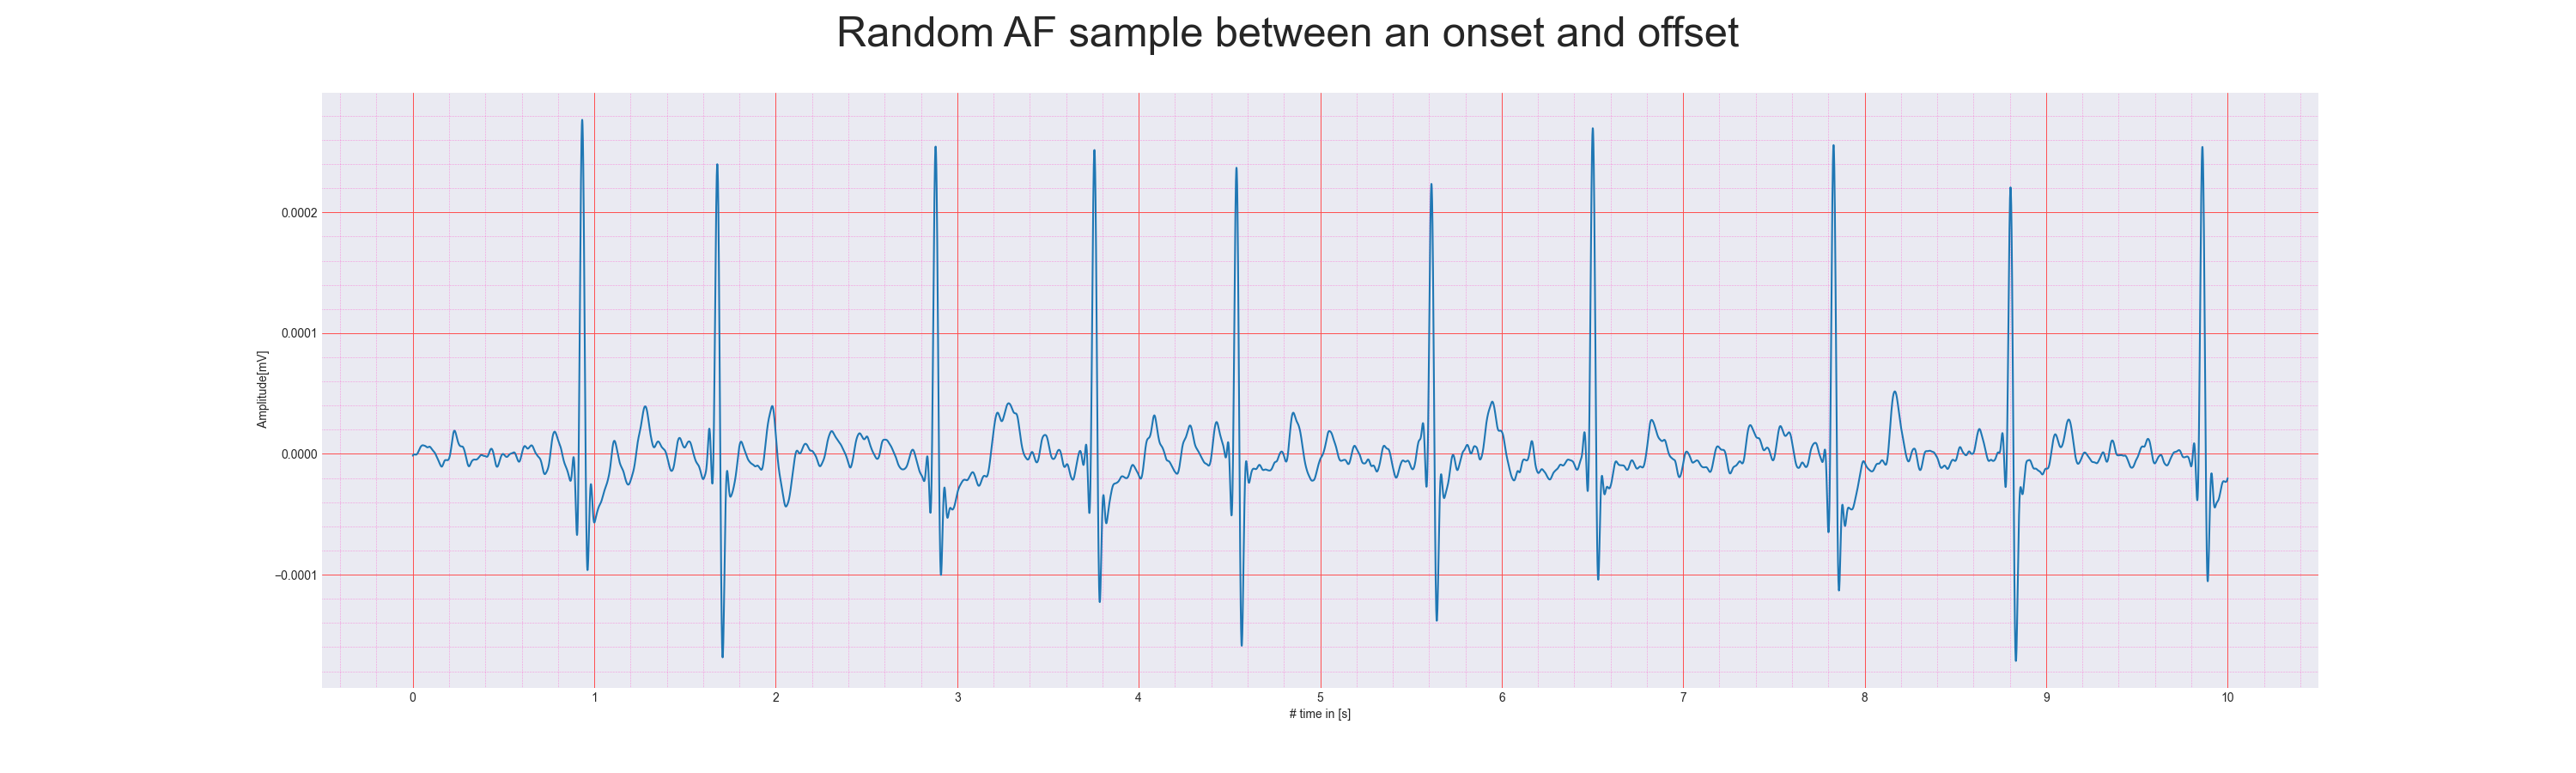 Random AF sample between an onset and offset
Amplitude[mV]
0.0002
0.0001
0.0000
−0.0001
0 1 2 3 4 5 6 7 8 9 10
# time in [s]